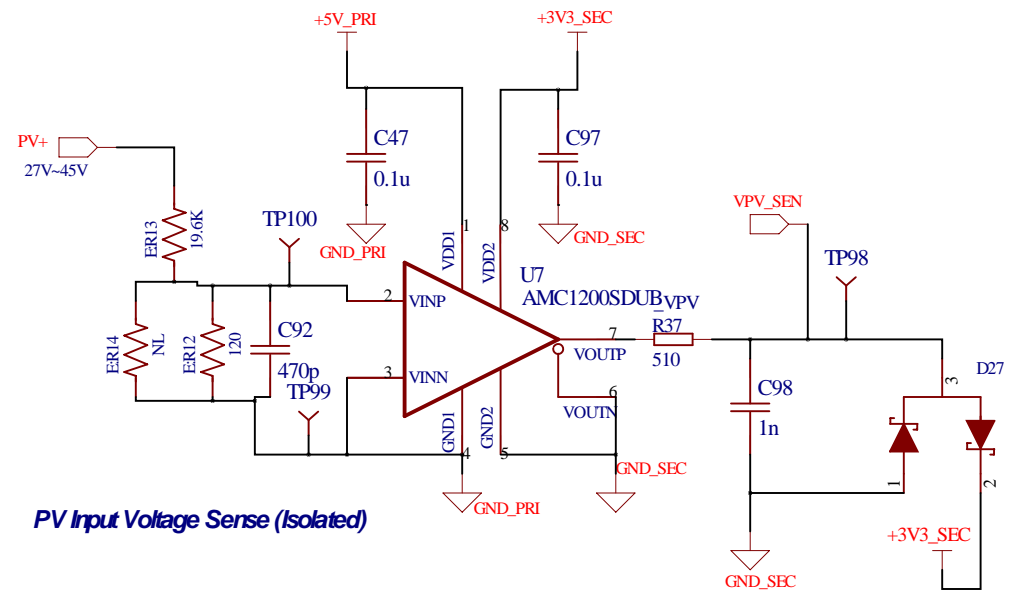 +5V_PRI
+3V3_SEC
C47
0.1u
C97
0.1u
PV+
27V~45V
ER13
19.6K
TP100
GND_PRI
GND_SEC
VPV_SEN
TP98
1
VDD1
8
VDD2
U7
AMC1200SDUB_VPV
2
VINP
ER14
NL
ER12
120
C92
470p
TP99
3
VINN
7
VOUTP
R37
510
6
VOUTN
GND1
4
GND2
5
GND_SEC
GND_PRI
C98
1n
3
D27
1
2
PV Input Voltage Sense (Isolated)
+3V3_SEC
GND_SEC